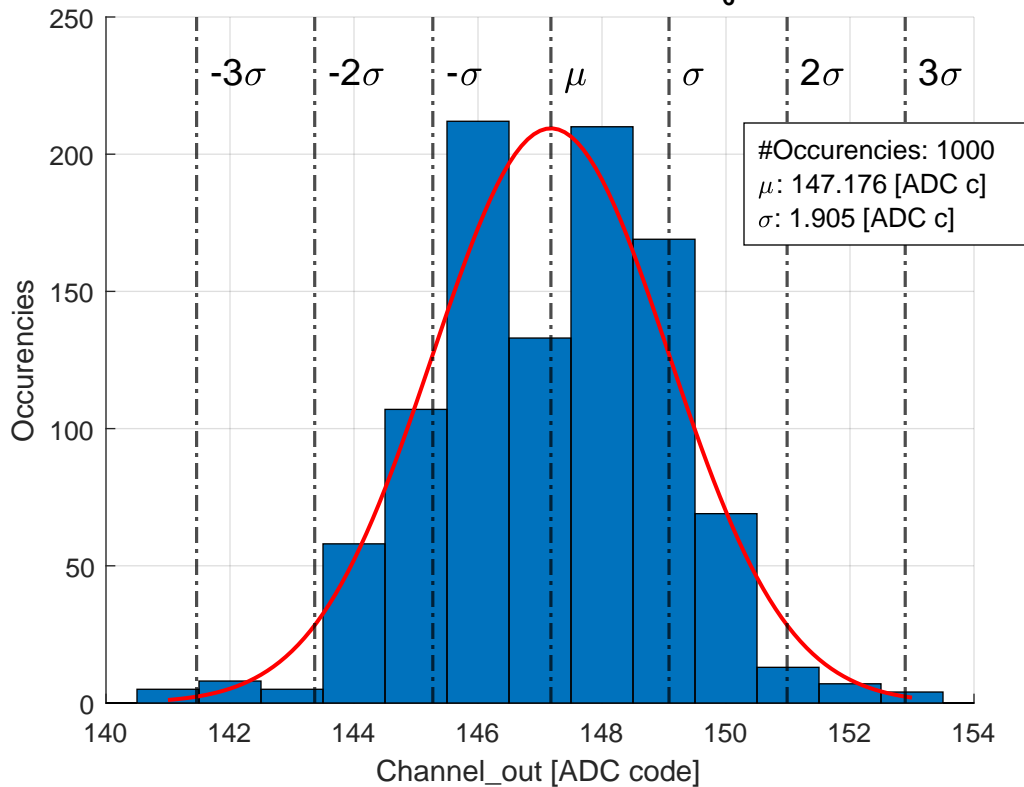 250
200
150
100
50
0
-3σ
-2σ
-σ
μ
σ
2σ
3σ
#Occurencies: 1000
μ: 147.176 [ADC c]
σ: 1.905 [ADC c]
Occurencies
140
142
144
146
148
150
152
154
Channel_out [ADC code]